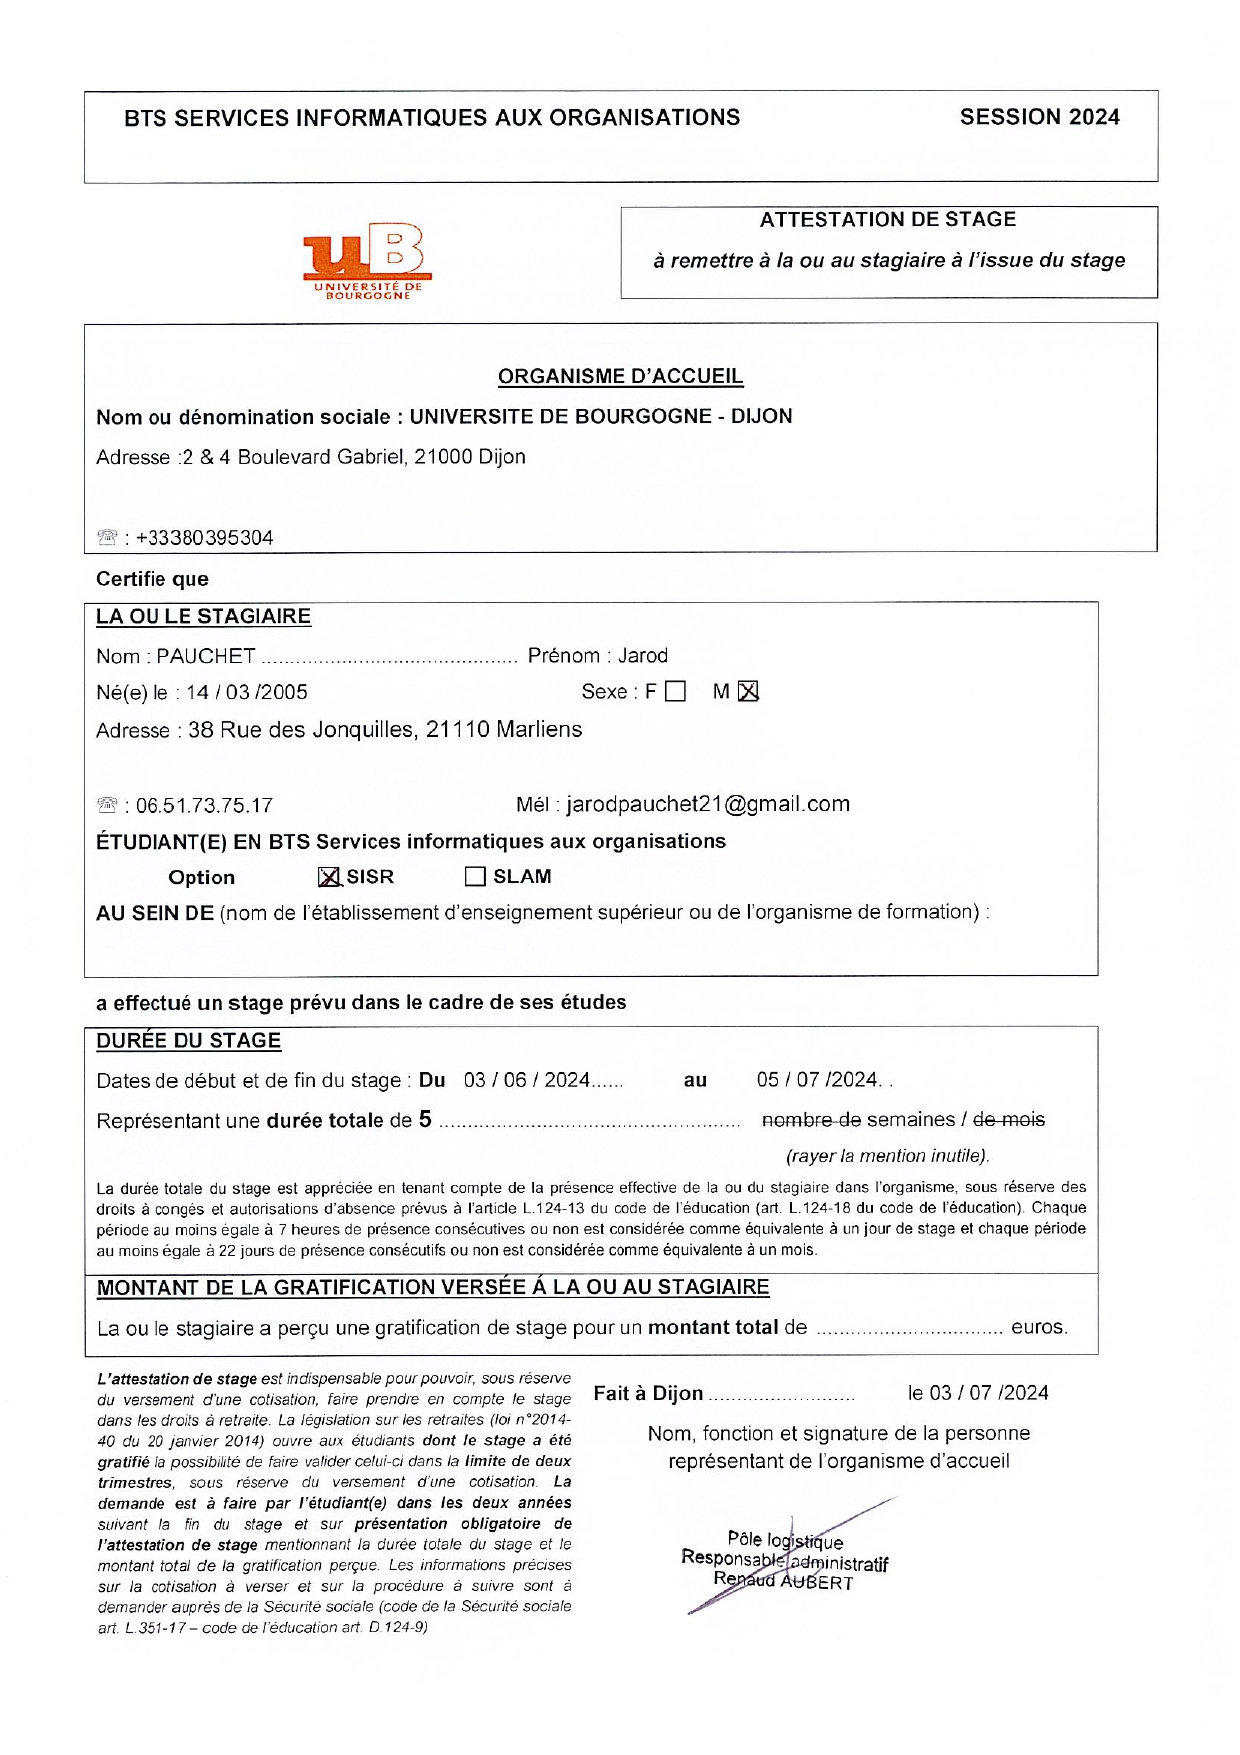 BTS SERVICES INFORMATIQUES AUX ORGANISATIONS SESSION 2024
uB
UNIVERSITÉ DE
BOURGOGNE
ATTESTATION DE STAGE
à remettre à la ou au stagiaire à l'issue du stage
ORGANISME D'ACCUEIL
Nom ou dénomination sociale : UNIVERSITE DE BOURGOGNE - DIJON
Adresse :2 & 4 Boulevard Gabriel, 21000 Dijon
☏ : +33380395304
Certifie que
LA OU LE STAGIAIRE
Nom : PAUCHET ............................................ Prénom : Jarod
Né(e) le : 14 / 03 /2005 Sexe : F ☐ M ☒
Adresse : 38 Rue des Jonquilles, 21110 Marliens
☏ : 06.51.73.75.17 Mél : jarodpauchet21@gmail.com
ÉTUDIANT(E) EN BTS Services informatiques aux organisations
Option ☒ SISR ☐ SLAM
AU SEIN DE (nom de l'établissement d'enseignement supérieur ou de l'organisme de formation) :
a effectué un stage prévu dans le cadre de ses études
DURÉE DU STAGE
Dates de début et de fin du stage : Du 03 / 06 / 2024...... au 05 / 07 /2024. .
Représentant une durée totale de 5 .................................................... nombre de semaines / de mois
(rayer la mention inutile).
La durée totale du stage est appréciée en tenant compte de la présence effective de la ou du stagiaire dans l'organisme, sous réserve des
droits à congés et autorisations d'absence prévus à l'article L.124-13 du code de l'éducation (art. L.124-18 du code de l'éducation). Chaque
période au moins égale à 7 heures de présence consécutives ou non est considérée comme équivalente à un jour de stage et chaque période
au moins égale à 22 jours de présence consécutifs ou non est considérée comme équivalente à un mois.
MONTANT DE LA GRATIFICATION VERSÉE Á LA OU AU STAGIAIRE
La ou le stagiaire a perçu une gratification de stage pour un montant total de ................................ euros.
L'attestation de stage est indispensable pour pouvoir, sous réserve
du versement d'une cotisation, faire prendre en compte le stage
dans les droits à retraite. La législation sur les retraites (loi n°2014-
40 du 20 janvier 2014) ouvre aux étudiants dont le stage a été
gratifié la possibilité de faire valider celui-ci dans la limite de deux
trimestres, sous réserve du versement d'une cotisation. La
demande est à faire par l'étudiant(e) dans les deux années
suivant la fin du stage et sur présentation obligatoire de
l'attestation de stage mentionnant la durée totale du stage et le
montant total de la gratification perçue. Les informations précises
sur la cotisation à verser et sur la procédure à suivre sont à
demander auprès de la Sécurité sociale (code de la Sécurité sociale
art. L.351-17 – code de l'éducation art. D.124-9)
Fait à Dijon ......................... le 03 / 07 /2024
Nom, fonction et signature de la personne
représentant de l'organisme d'accueil
Pôle logistique
Responsable administratif
Renaud AUBERT